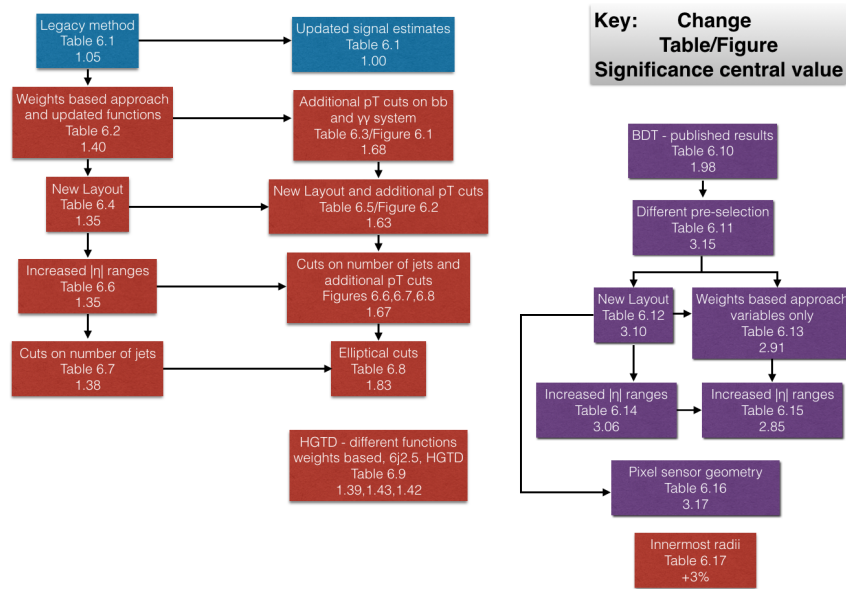 Legacy method
Table 6.1
1.05
Updated signal estimates
Table 6.1
1.00
Key: Change
Table/Figure
Significance central value
Weights based approach
and updated functions
Table 6.2
1.40
Additional pT cuts on bb
and γγ system
Table 6.3/Figure 6.1
1.68
New Layout
Table 6.4
1.35
New Layout and additional pT cuts
Table 6.5/Figure 6.2
1.63
Increased |η| ranges
Table 6.6
1.35
Cuts on number of jets and
additional pT cuts
Figures 6.6,6.7,6.8
1.67
Cuts on number of jets
Table 6.7
1.38
Elliptical cuts
Table 6.8
1.83
HGTD - different functions
weights based, 6j2.5, HGTD
Table 6.9
1.39,1.43,1.42
BDT - published results
Table 6.10
1.98
Different pre-selection
Table 6.11
3.15
New Layout
Table 6.12
3.10
Weights based approach
variables only
Table 6.13
2.91
Increased |η| ranges
Table 6.14
3.06
Increased |η| ranges
Table 6.15
2.85
Pixel sensor geometry
Table 6.16
3.17
Innermost radii
Table 6.17
+3%